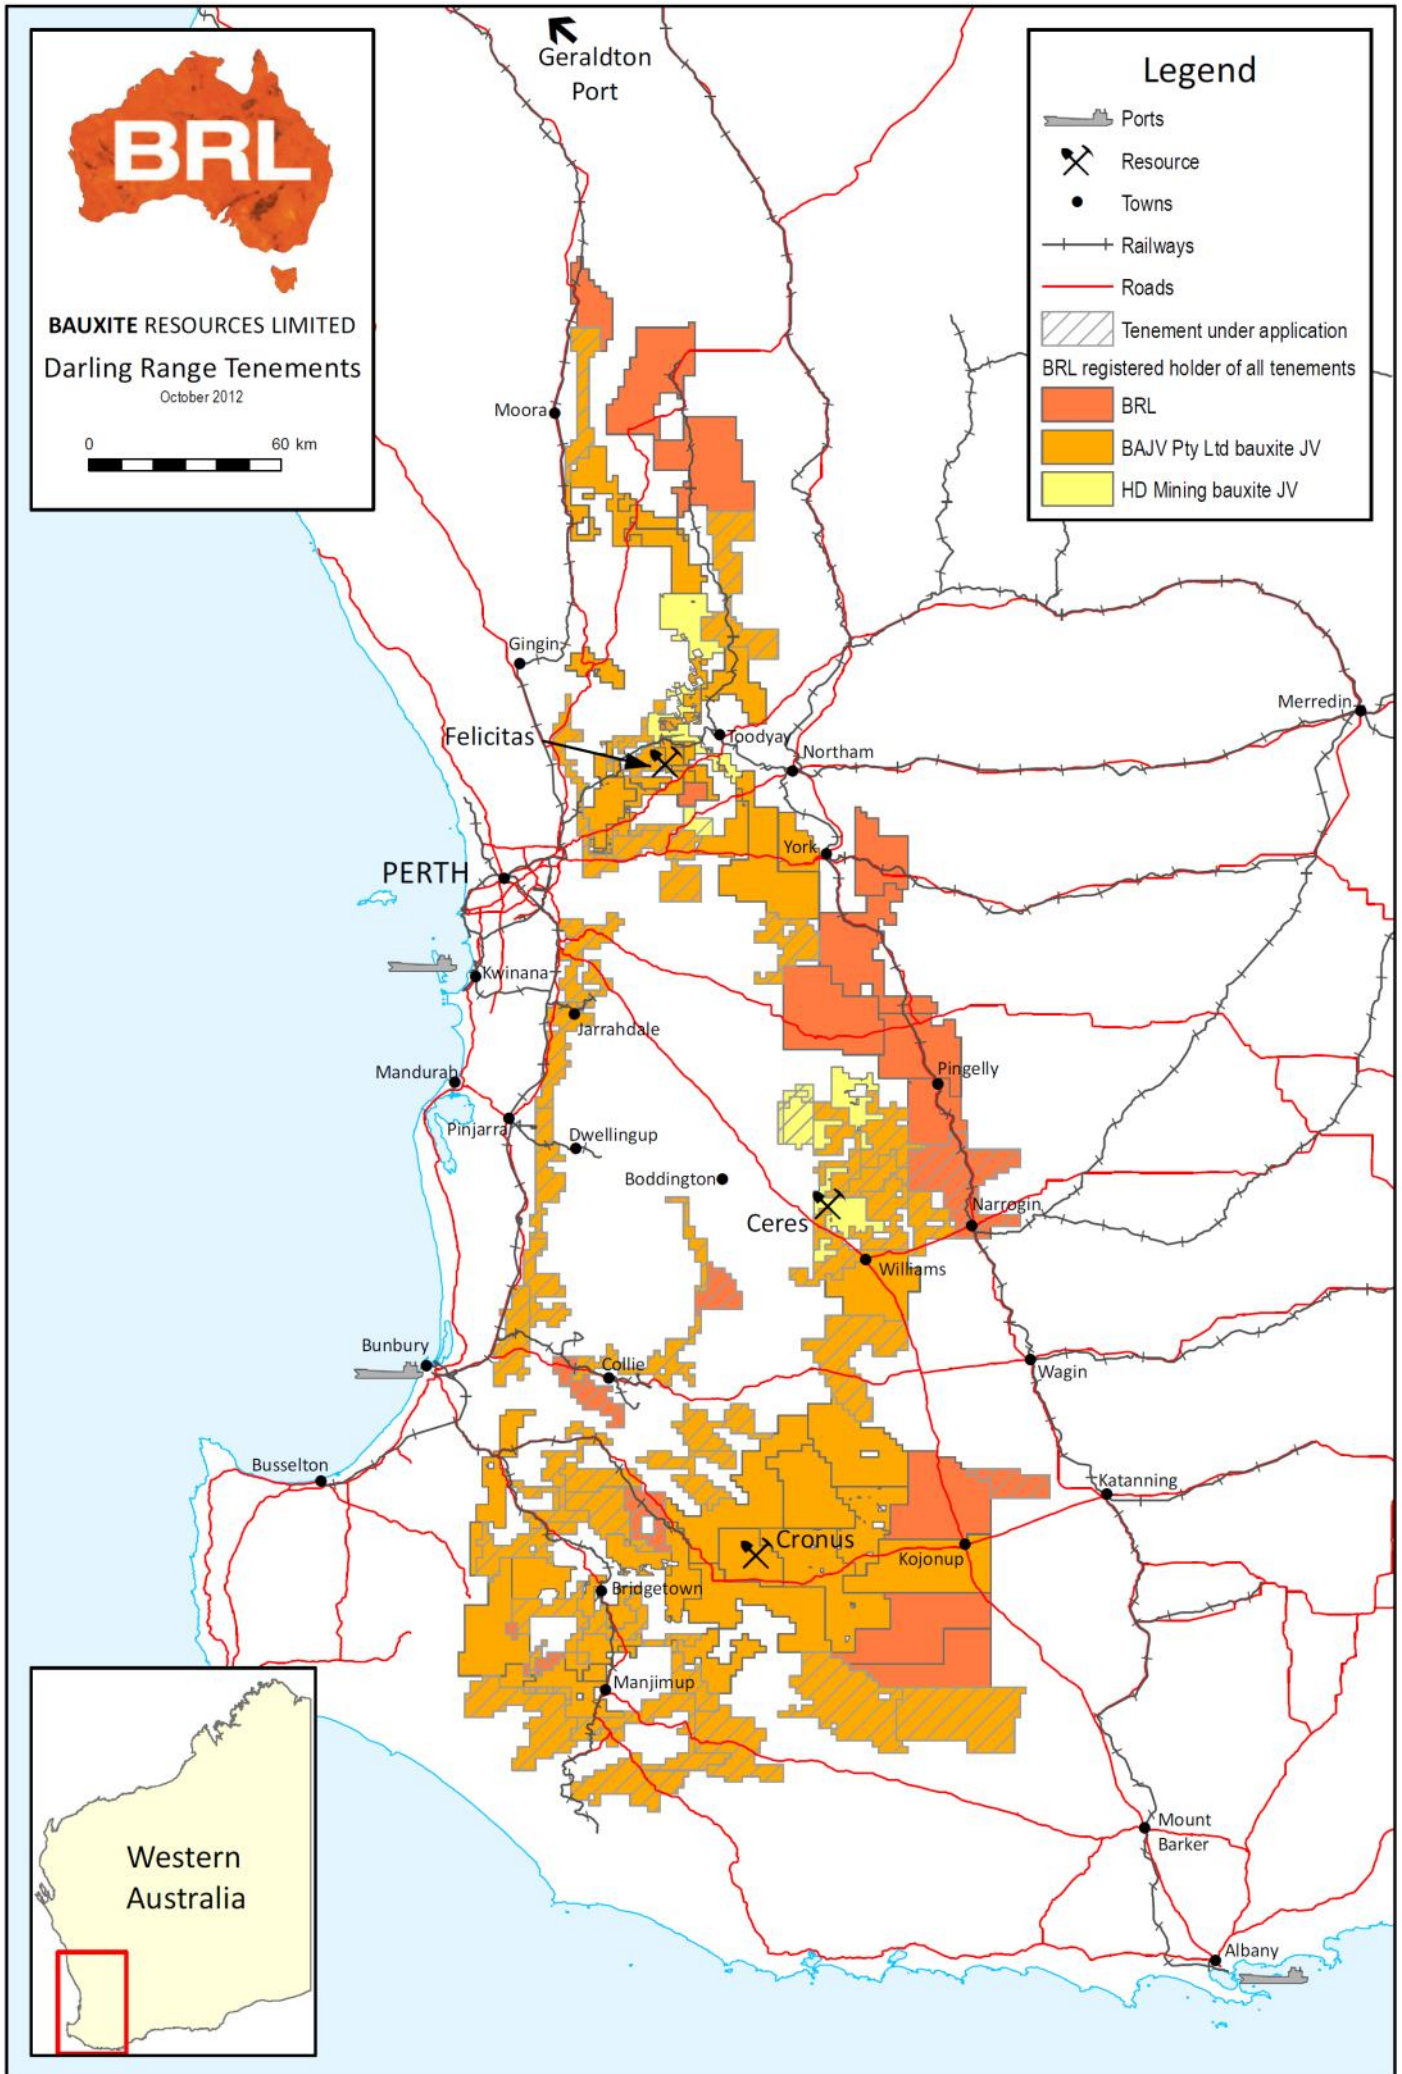 BRL
BAUXITE RESOURCES LIMITED
Darling Range Tenements
October 2012
0 60 km
Geraldton
Port
Legend
Ports
Resource
Towns
Railways
Roads
Tenement under application
BRL registered holder of all tenements
BRL
BAJV Pty Ltd bauxite JV
HD Mining bauxite JV
Moora
Gingin
Merredin
Felicitas
Toodyay
Northam
York
PERTH
Kwinana
Jarrahdale
Mandurah
Pingelly
Pinjarra
Dwellingup
Boddington
Narrogin
Ceres
Williams
Bunbury
Collie
Wagin
Busselton
Katanning
Cronus
Kojonup
Bridgetown
Manjimup
Mount
Barker
Western
Australia
Albany